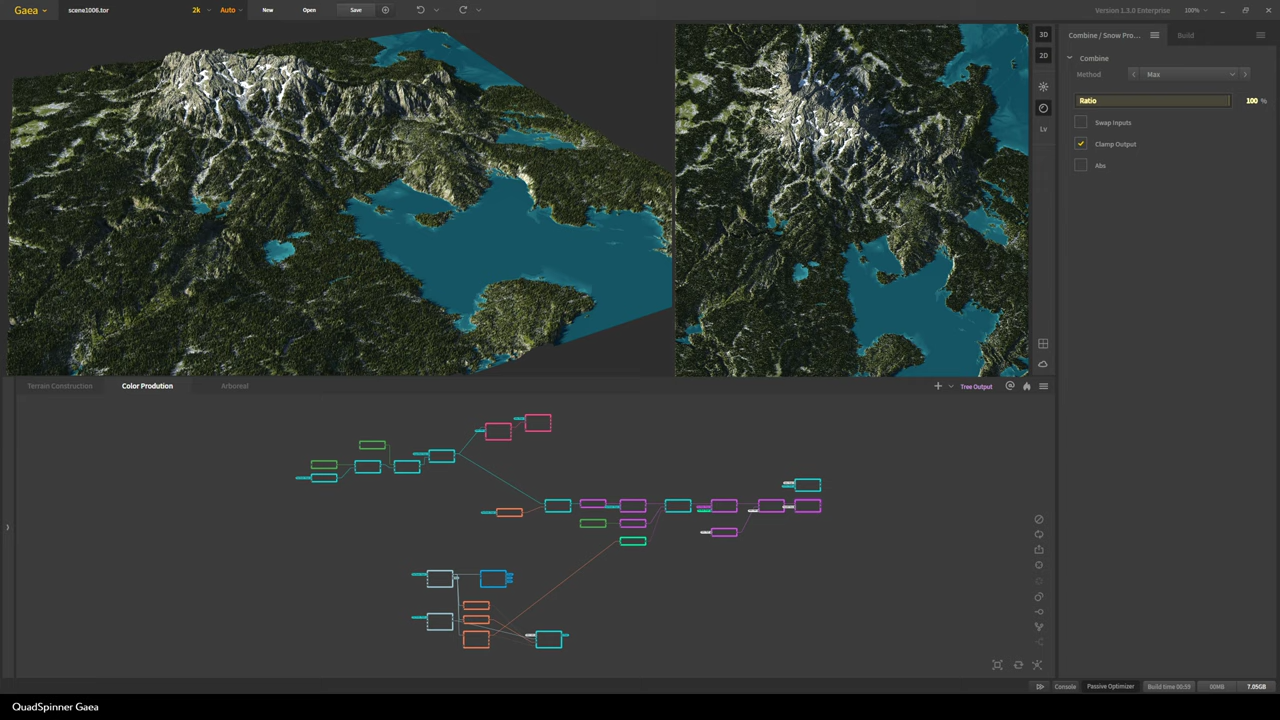 Gaea
scene1006.tor
2k
Auto
New
Open
Save
Version 1.3.0 Enterprise
100%
3D
2D
Lv
Combine / Snow Pro...
Build
Combine
Method
Max
Ratio
100 %
Swap Inputs
Clamp Output
Abs
Terrain Construction
Color Prodution
Arboreal
Tree Output
Console
Passive Optimizer
Build time 00:59
00MB
7.05GB
QuadSpinner Gaea